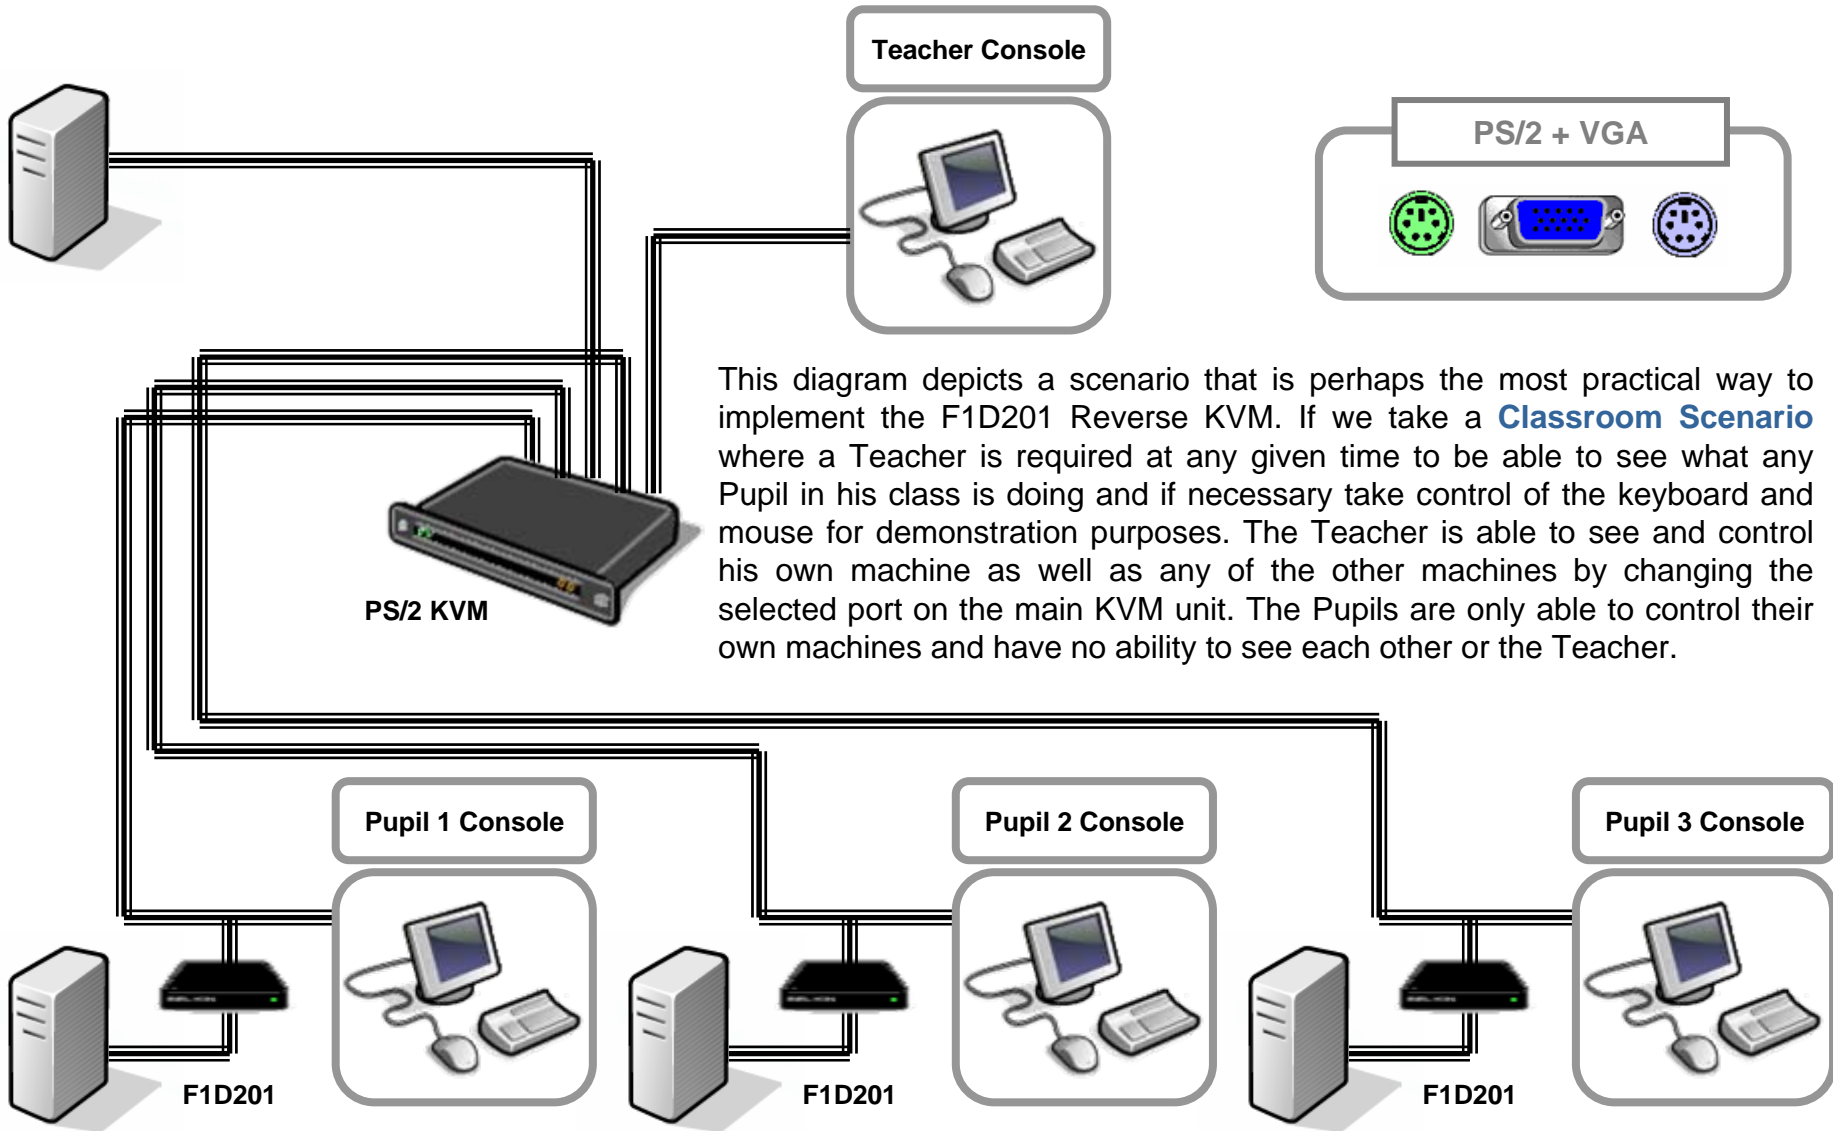 Teacher Console
PS/2 + VGA
This diagram depicts a scenario that is perhaps the most practical way to
implement the F1D201 Reverse KVM. If we take a Classroom Scenario
where a Teacher is required at any given time to be able to see what any
Pupil in his class is doing and if necessary take control of the keyboard and
mouse for demonstration purposes. The Teacher is able to see and control
his own machine as well as any of the other machines by changing the
selected port on the main KVM unit. The Pupils are only able to control their
own machines and have no ability to see each other or the Teacher.
PS/2 KVM
Pupil 1 Console
Pupil 2 Console
Pupil 3 Console
F1D201
F1D201
F1D201